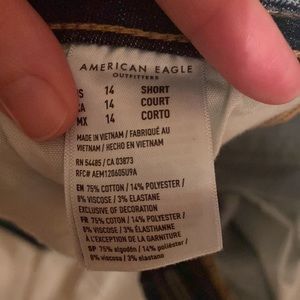 AMERICAN EAGLE
OUTFITTERS
US 14 SHORT
CA 14 COURT
MX 14 CORTO
MADE IN VIETNAM / FABRIQUÉ AU
VIETNAM / HECHO EN VIETNAM
RN 54485 / CA 03873
RFC# AEM120605U9A
EN 75% COTTON / 14% POLYESTER /
8% VISCOSE / 3% ELASTANE
EXCLUSIVE OF DECORATION
FR 75% COTON / 14% POLYESTER /
8% VISCOSE / 3% ÉLASTHANNE
À L'EXCEPTION DE LA GARNITURE
SP 75% algodón / 14% poliéster /
8% viscosa / 3% elastano